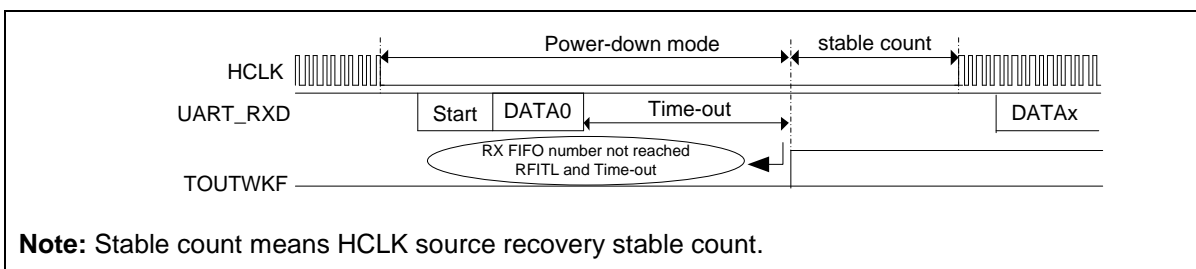 Power-down mode
stable count
HCLK
UART_RXD
Start
DATA0
Time-out
DATAx
RX FIFO number not reached
RFITL and Time-out
TOUTWKF
Note: Stable count means HCLK source recovery stable count.